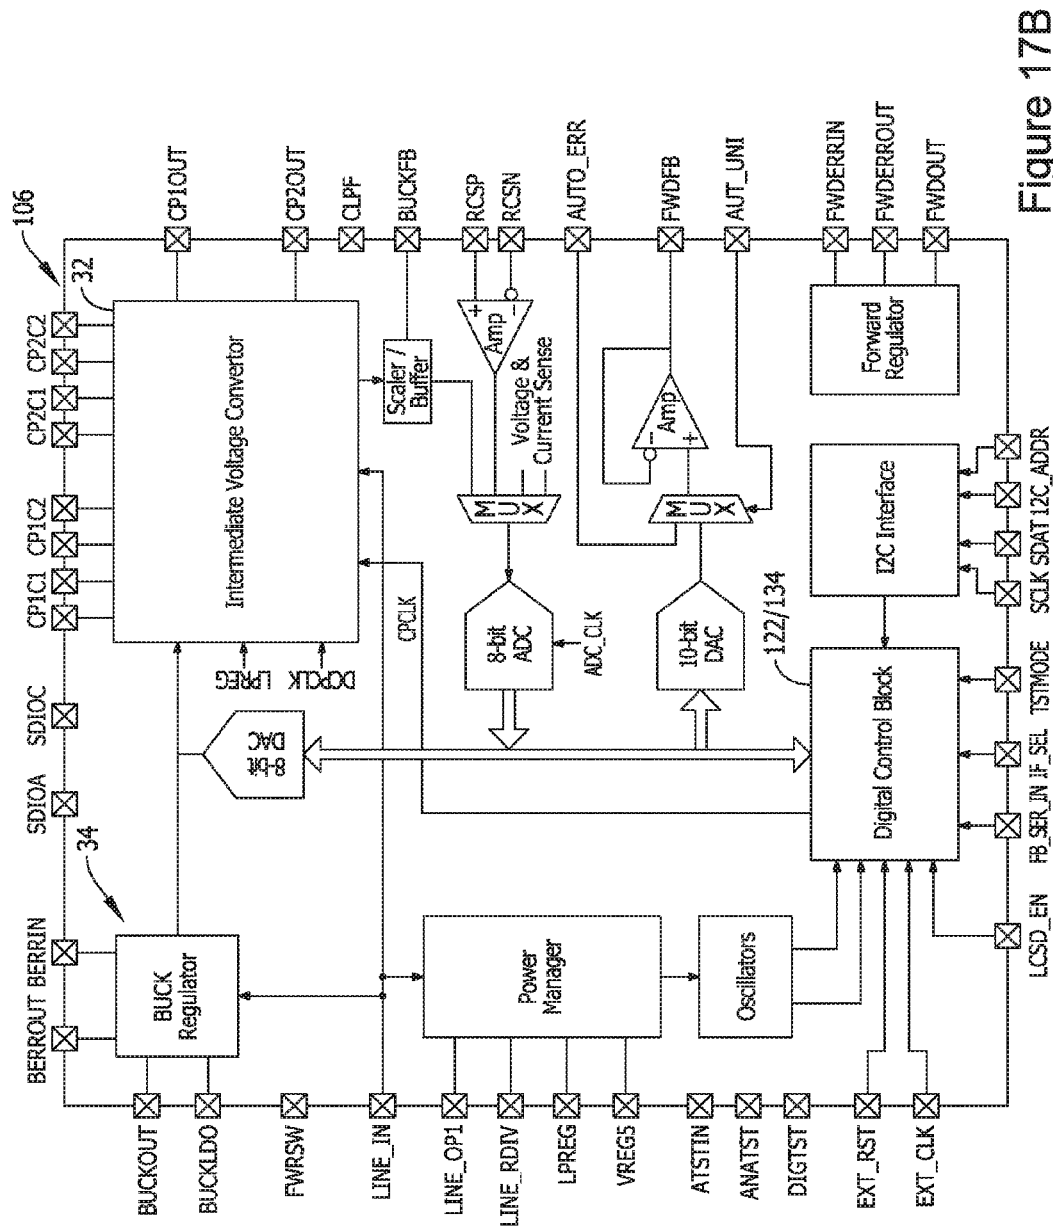 Figure 17B
106
CP1OUT
CP2OUT
CLPF
BUCKFB
RCSP
RCSN
AUTO_ERR
FWDFB
AUT_UNI
FWDERRIN
FWDERROUT
FWDOUT
32
CP2C2
CP2C1
CP1C2
CP1C1
SDIOC
SDIOA
BERRIN
BERROUT
34
Intermediate Voltage Convertor
LPREG
DCPCLK
CPCLK
Scaler /
Buffer
+
−
Amp
Voltage &
Current Sense
MUX
8-bit
ADC
ADC_CLK
−
+
Amp
MUX
10-bit
DAC
8-bit
DAC
Forward
Regulator
I2C Interface
I2C_ADDR
SDAT
SCLK
122/134
Digital Control Block
TSTMODE
IF_SEL
FB_SER_IN
LCSD_EN
BUCK
Regulator
Power
Manager
Oscillators
BUCKOUT
BUCKLDO
FWRSW
LINE_IN
LINE_OP1
LINE_RDIV
LPREG
VREG5
ATSTIN
ANATST
DIGTST
EXT_RST
EXT_CLK